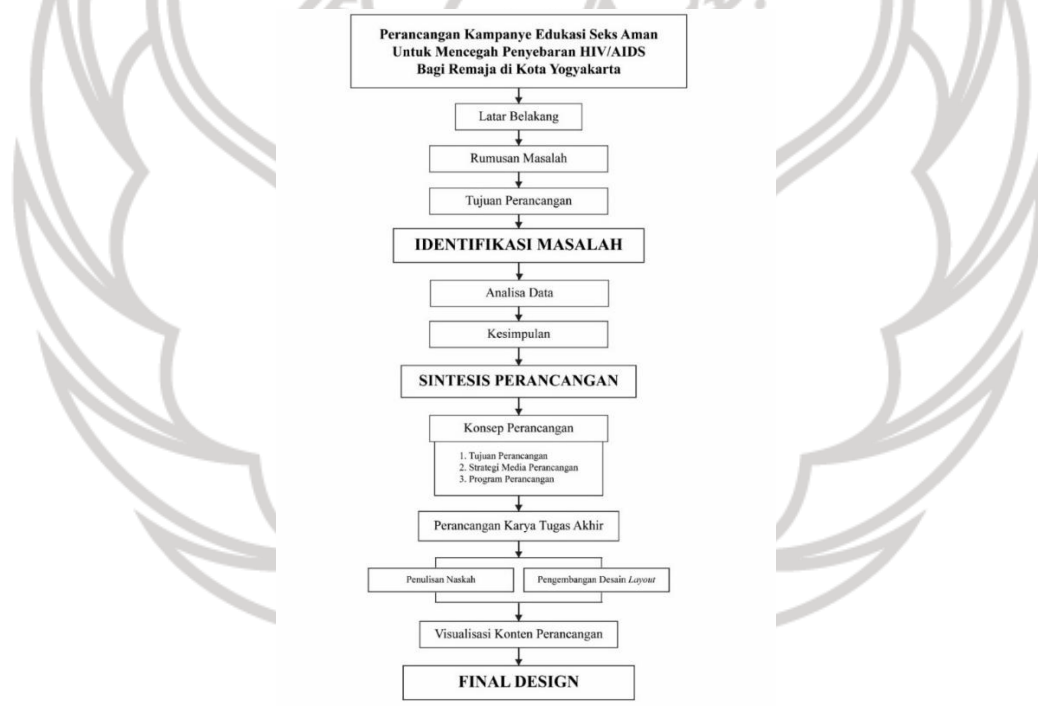 Perancangan Kampanye Edukasi Seks Aman
Untuk Mencegah Penyebaran HIV/AIDS
Bagi Remaja di Kota Yogyakarta
Latar Belakang
Rumusan Masalah
Tujuan Perancangan
IDENTIFIKASI MASALAH
Analisa Data
Kesimpulan
SINTESIS PERANCANGAN
Konsep Perancangan
1. Tujuan Perancangan
2. Strategi Media Perancangan
3. Program Perancangan
Perancangan Karya Tugas Akhir
Penulisan Naskah
Pengembangan Desain Layout
Visualisasi Konten Perancangan
FINAL DESIGN